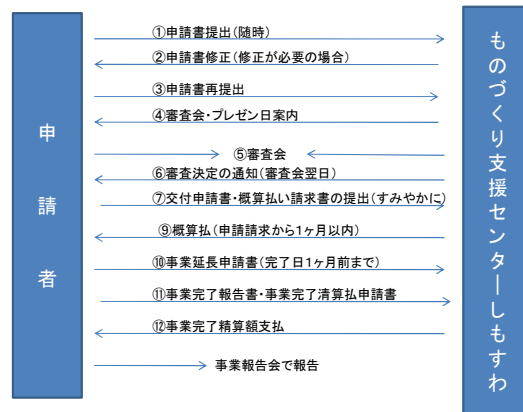 申請者
①申請書提出(随時)
②申請書修正(修正が必要の場合)
③申請書再提出
④審査会・プレゼン日案内
⑤審査会
⑥審査決定の通知(審査会翌日)
⑦交付申請書・概算払い請求書の提出(すみやかに)
⑨概算払(申請請求から1ヶ月以内)
⑩事業延長申請書(完了日1ヶ月前まで)
⑪事業完了報告書・事業完了清算払申請書
⑫事業完了精算額支払
事業報告会で報告
ものづくり支援センターしもすわ